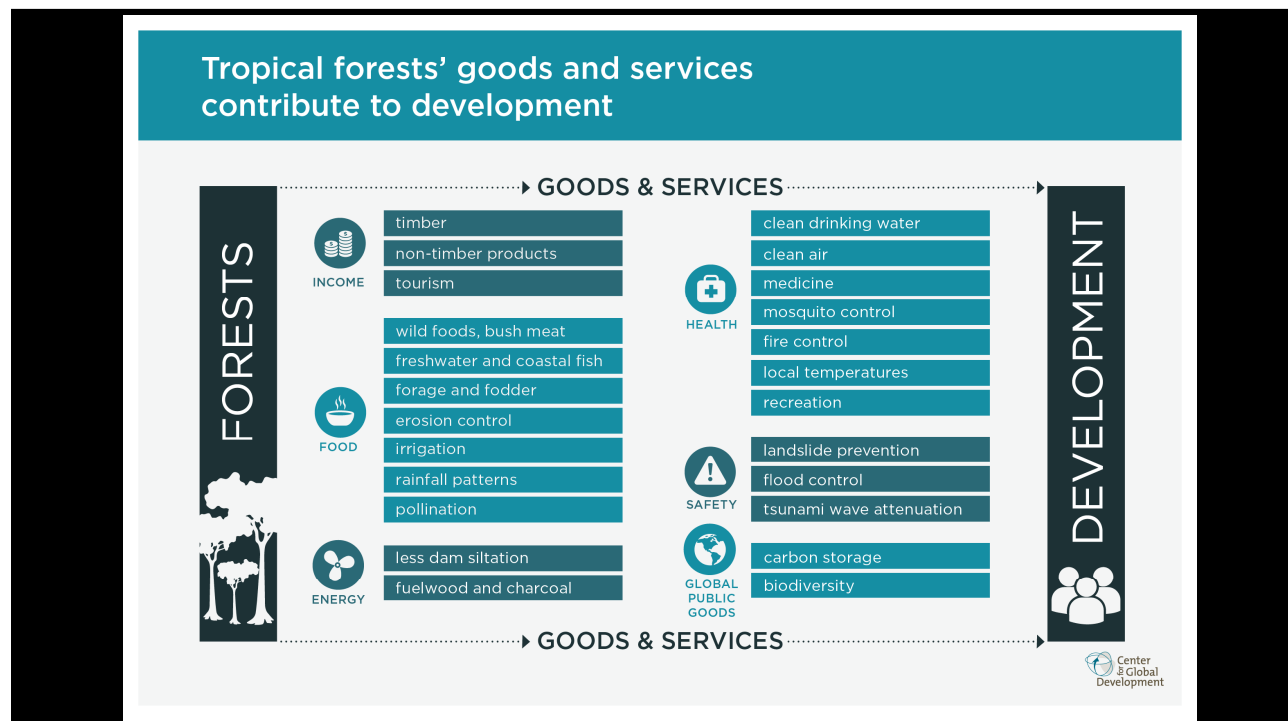 Tropical forests’ goods and services
contribute to development
GOODS & SERVICES
FORESTS
INCOME
timber
non-timber products
tourism
FOOD
wild foods, bush meat
freshwater and coastal fish
forage and fodder
erosion control
irrigation
rainfall patterns
pollination
ENERGY
less dam siltation
fuelwood and charcoal
HEALTH
clean drinking water
clean air
medicine
mosquito control
fire control
local temperatures
recreation
SAFETY
landslide prevention
flood control
tsunami wave attenuation
GLOBAL
PUBLIC
GOODS
carbon storage
biodiversity
DEVELOPMENT
GOODS & SERVICES
Center
for Global
Development